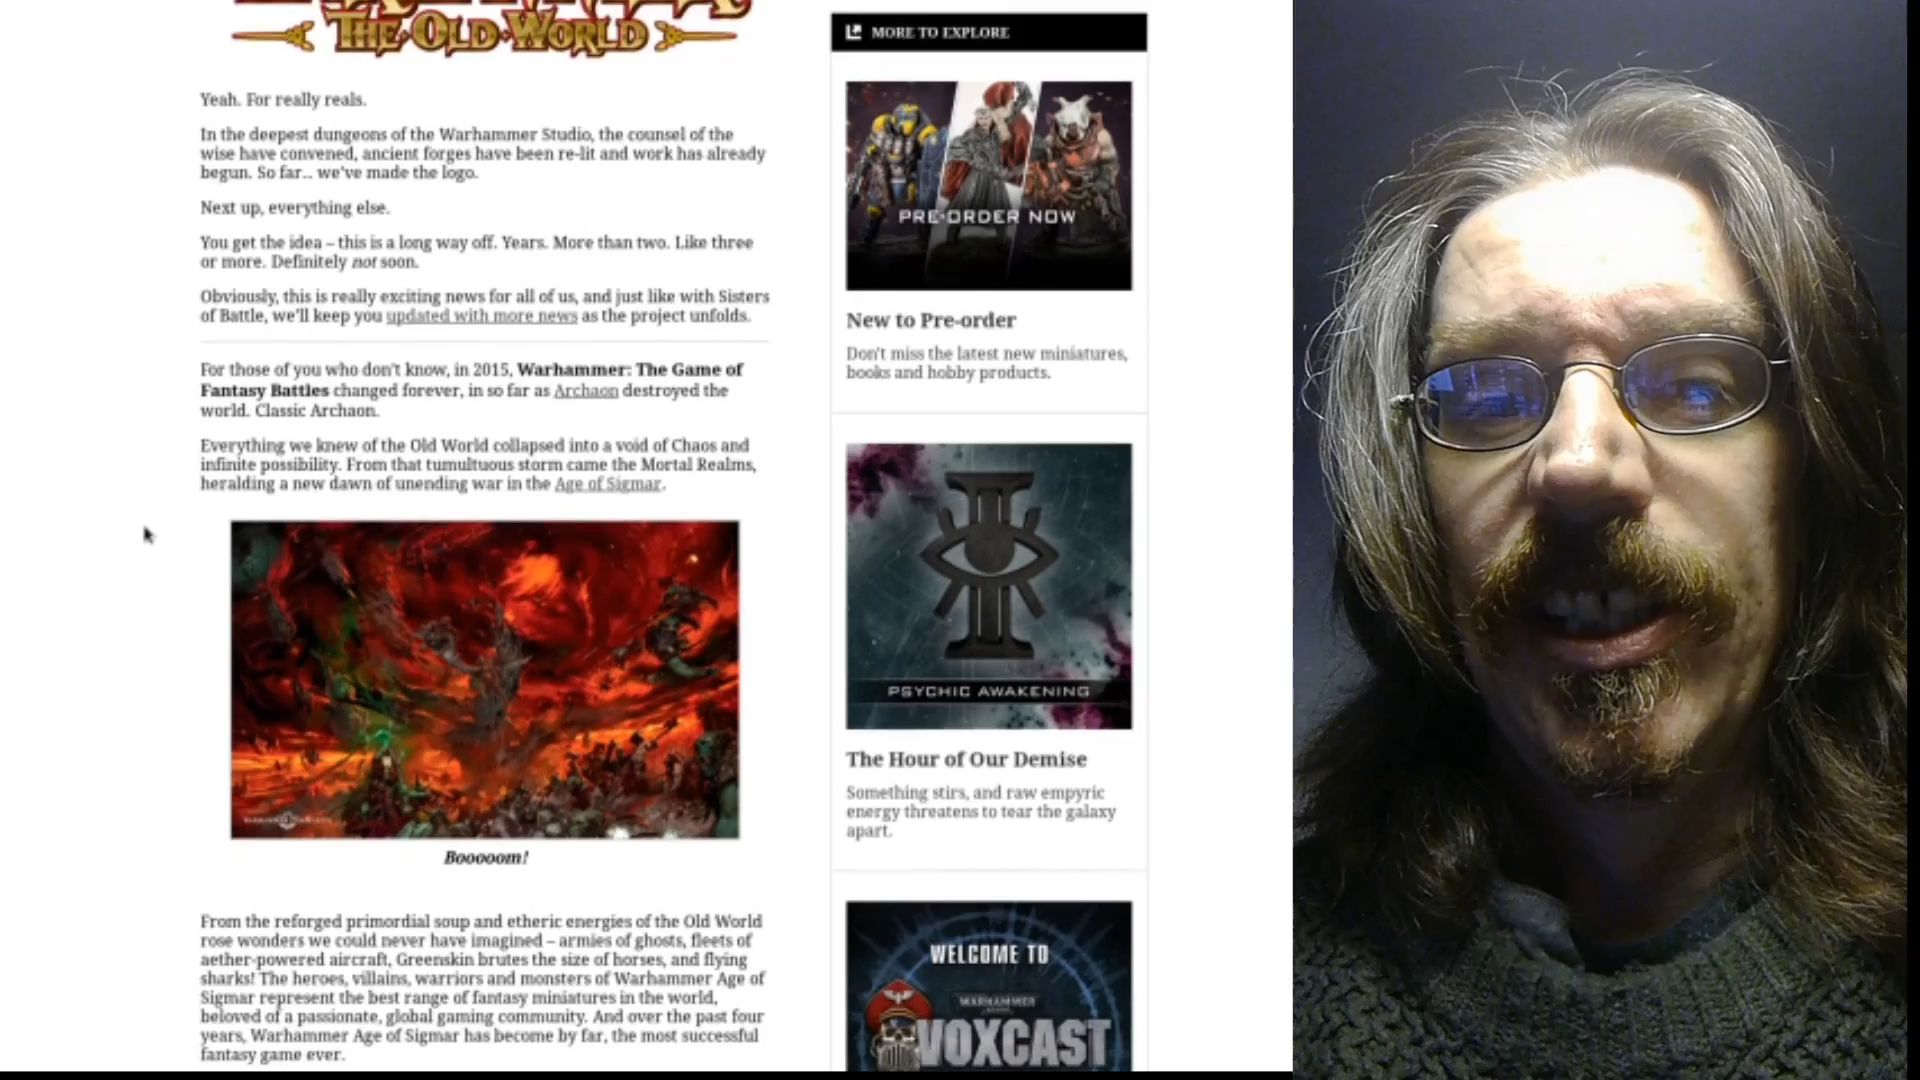 THE OLD WORLD
Yeah. For really reals.
In the deepest dungeons of the Warhammer Studio, the counsel of the
wise have convened, ancient forges have been re-lit and work has already
begun. So far... we've made the logo.
Next up, everything else.
You get the idea – this is a long way off. Years. More than two. Like three
or more. Definitely not soon.
Obviously, this is really exciting news for all of us, and just like with Sisters
of Battle, we'll keep you updated with more news as the project unfolds.
For those of you who don't know, in 2015, Warhammer: The Game of
Fantasy Battles changed forever, in so far as Archaon destroyed the
world. Classic Archaon.
Everything we knew of the Old World collapsed into a void of Chaos and
infinite possibility. From that tumultuous storm came the Mortal Realms,
heralding a new dawn of unending war in the Age of Sigmar.
Booooom!
From the reforged primordial soup and etheric energies of the Old World
rose wonders we could never have imagined – armies of ghosts, fleets of
aether-powered aircraft, Greenskin brutes the size of horses, and flying
sharks! The heroes, villains, warriors and monsters of Warhammer Age of
Sigmar represent the best range of fantasy miniatures in the world,
beloved of a passionate, global gaming community. And over the past four
years, Warhammer Age of Sigmar has become by far, the most successful
fantasy game ever.
MORE TO EXPLORE
PRE-ORDER NOW
New to Pre-order
Don't miss the latest new miniatures,
books and hobby products.
PSYCHIC AWAKENING
The Hour of Our Demise
Something stirs, and raw empyric
energy threatens to tear the galaxy
apart.
WELCOME TO
WARHAMMER
VOXCAST